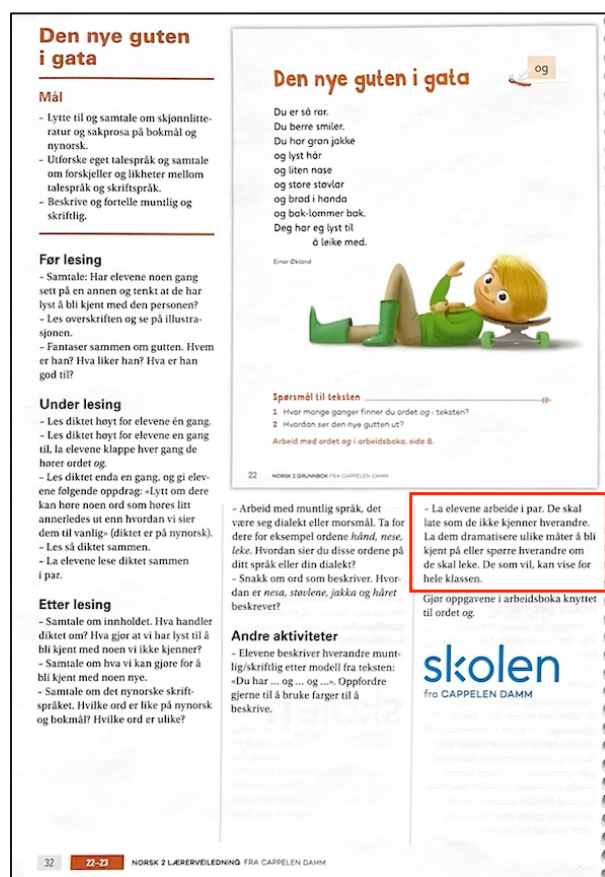 Den nye guten
i gata
Mål
– Lytte til og samtale om skjønnlitte-
ratur og sakprosa på bokmål og
nynorsk.
– Utforske eget talespråk og samtale
om forskjeller og likheter mellom
talespråk og skriftspråk.
– Beskrive og fortelle muntlig og
skriftlig.
Før lesing
– Samtale: Har elevene noen gang
sett på en annen og tenkt at de har
lyst å bli kjent med den personen?
– Les overskriften og se på illustra-
sjonen.
– Fantaser sammen om gutten. Hvem
er han? Hva liker han? Hva er han
god til?
Under lesing
– Les diktet høyt for elevene én gang.
– Les diktet høyt for elevene en gang
til, la elevene klappe hver gang de
hører ordet og.
– Les diktet enda en gang, og gi elev-
ene følgende oppdrag: «Lytt om dere
kan høre noen ord som høres litt
annerledes ut enn hvordan vi sier
dem til vanlig» (diktet er på nynorsk).
– Les så diktet sammen.
– La elevene lese diktet sammen
i par.
Etter lesing
– Samtale om innholdet. Hva handler
diktet om? Hva gjør at vi har lyst til å
bli kjent med noen vi ikke kjenner?
– Samtale om hva vi kan gjøre for å
bli kjent med noen nye.
– Samtale om det nynorske skrift-
språket. Hvilke ord er like på nynorsk
og bokmål? Hvilke ord er ulike?
Den nye guten i gata
og
Du er så rar.
Du berre smiler.
Du har grøn jakke
og lyst hår
og liten nase
og store støvlar
og brød i handa
og bak-lommer bak.
Deg har eg lyst til
å leike med.
Einar Økland
Spørsmål til teksten
1 Hvor mange ganger finner du ordet og i teksten?
2 Hvordan ser den nye gutten ut?
Arbeid med ordet og i arbeidsboka, side 8.
22 NORSK 2 GRUNNBOK FRA CAPPELEN DAMM
– Arbeid med muntlig språk, det
være seg dialekt eller morsmål. Ta for
dere for eksempel ordene hånd, nese,
leke. Hvordan sier du disse ordene på
ditt språk eller din dialekt?
– Snakk om ord som beskriver. Hvor-
dan er nesa, støvlene, jakka og håret
beskrevet?
Andre aktiviteter
– Elevene beskriver hverandre munt-
lig/skriftlig etter modell fra teksten:
«Du har ... og ... og ...». Oppfordre
gjerne til å bruke farger til å
beskrive.
– La elevene arbeide i par. De skal
late som de ikke kjenner hverandre.
La dem dramatisere ulike måter å bli
kjent på eller spørre hverandre om
de skal leke. De som vil, kan vise for
hele klassen.
Gjør oppgavene i arbeidsboka knyttet
til ordet og.
skolen
fra CAPPELEN DAMM
32 22–23 NORSK 2 LÆRERVEILEDNING FRA CAPPELEN DAMM